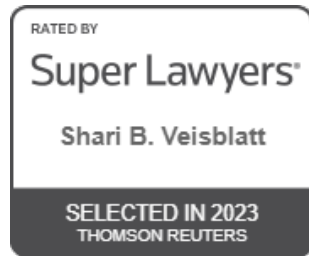 RATED BY
Super Lawyers®
Shari B. Veisblatt
SELECTED IN 2023
THOMSON REUTERS